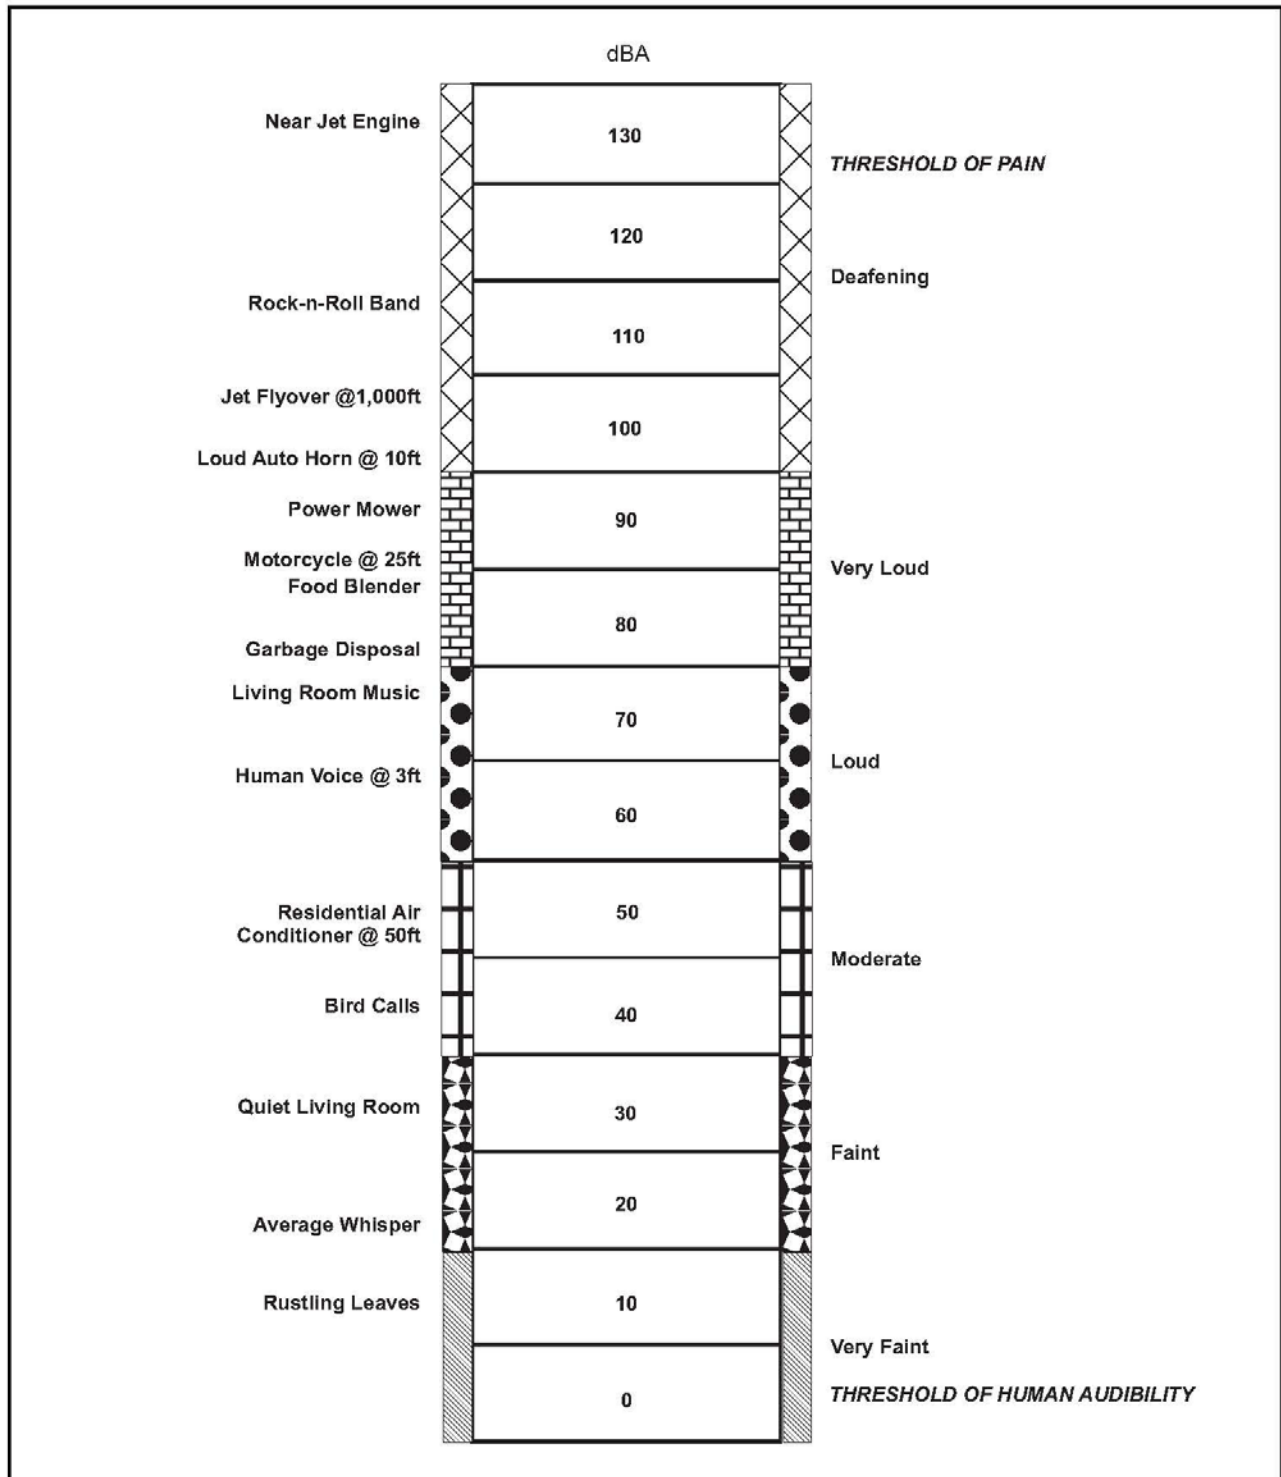 dBA
Near Jet Engine
130
THRESHOLD OF PAIN
120
Deafening
Rock-n-Roll Band
110
Jet Flyover @1,000ft
100
Loud Auto Horn @ 10ft
Power Mower
90
Motorcycle @ 25ft
Very Loud
Food Blender
80
Garbage Disposal
Living Room Music
70
Loud
Human Voice @ 3ft
60
Residential Air
Conditioner @ 50ft
50
Moderate
Bird Calls
40
Quiet Living Room
30
Faint
20
Average Whisper
Rustling Leaves
10
Very Faint
THRESHOLD OF HUMAN AUDIBILITY
0